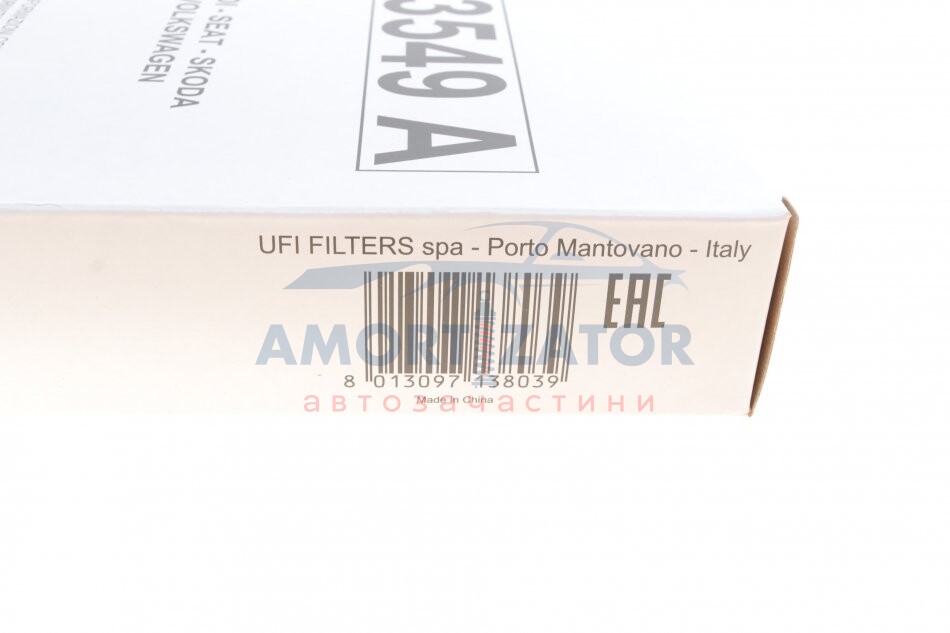 3549 A
DI - SEAT - SKODA
VOLKSWAGEN
UFI FILTERS spa - Porto Mantovano - Italy
EAC
AMORTIZATOR
8 013097 138039
Made in China
автозапчастини